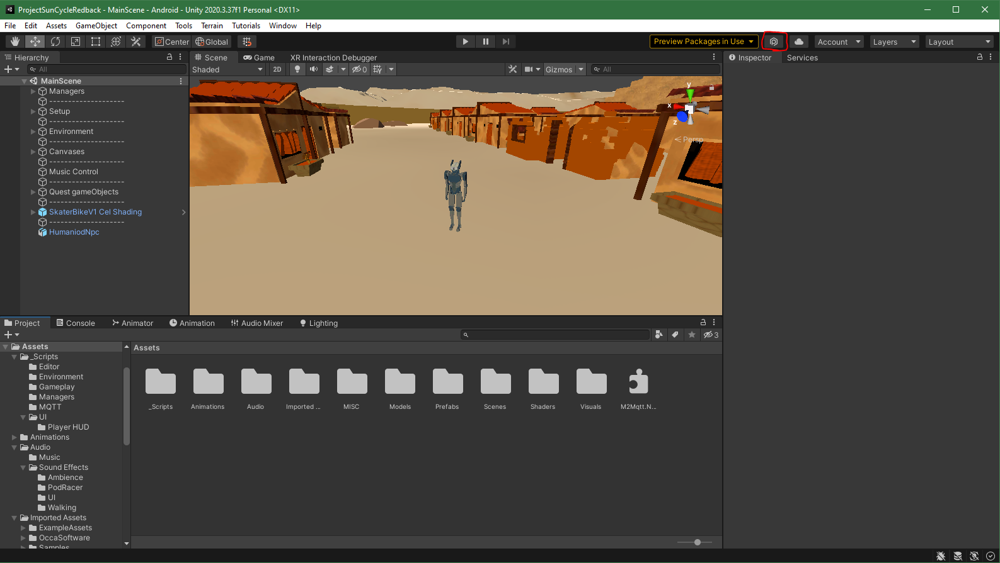 ProjectSunCycleRedback - MainScene - Android - Unity 2020.3.37f1 Personal <DX11>
File Edit Assets GameObject Component Tools Terrain Tutorials Window Help
Center Global Preview Packages in Use Account Layers Layout
Hierarchy
All
MainScene
Managers
--------------------
Setup
--------------------
Environment
--------------------
Canvases
--------------------
Music Control
--------------------
Quest gameObjects
--------------------
SkaterBikeV1 Cel Shading
--------------------
HumaniodNpc
Scene Game XR Interaction Debugger
Shaded 2D 0 Gizmos All
y
x
z
< Persp
Inspector Services
Project Console Animator Animation Audio Mixer Lighting
3
Assets
_Scripts
Editor
Environment
Gameplay
Managers
MQTT
UI
Player HUD
Animations
Audio
Music
Sound Effects
Ambience
PodRacer
UI
Walking
Imported Assets
ExampleAssets
OccaSoftware
Samples
Assets
_Scripts Animations Audio Imported ... MISC Models Prefabs Scenes Shaders Visuals M2Mqtt.N...